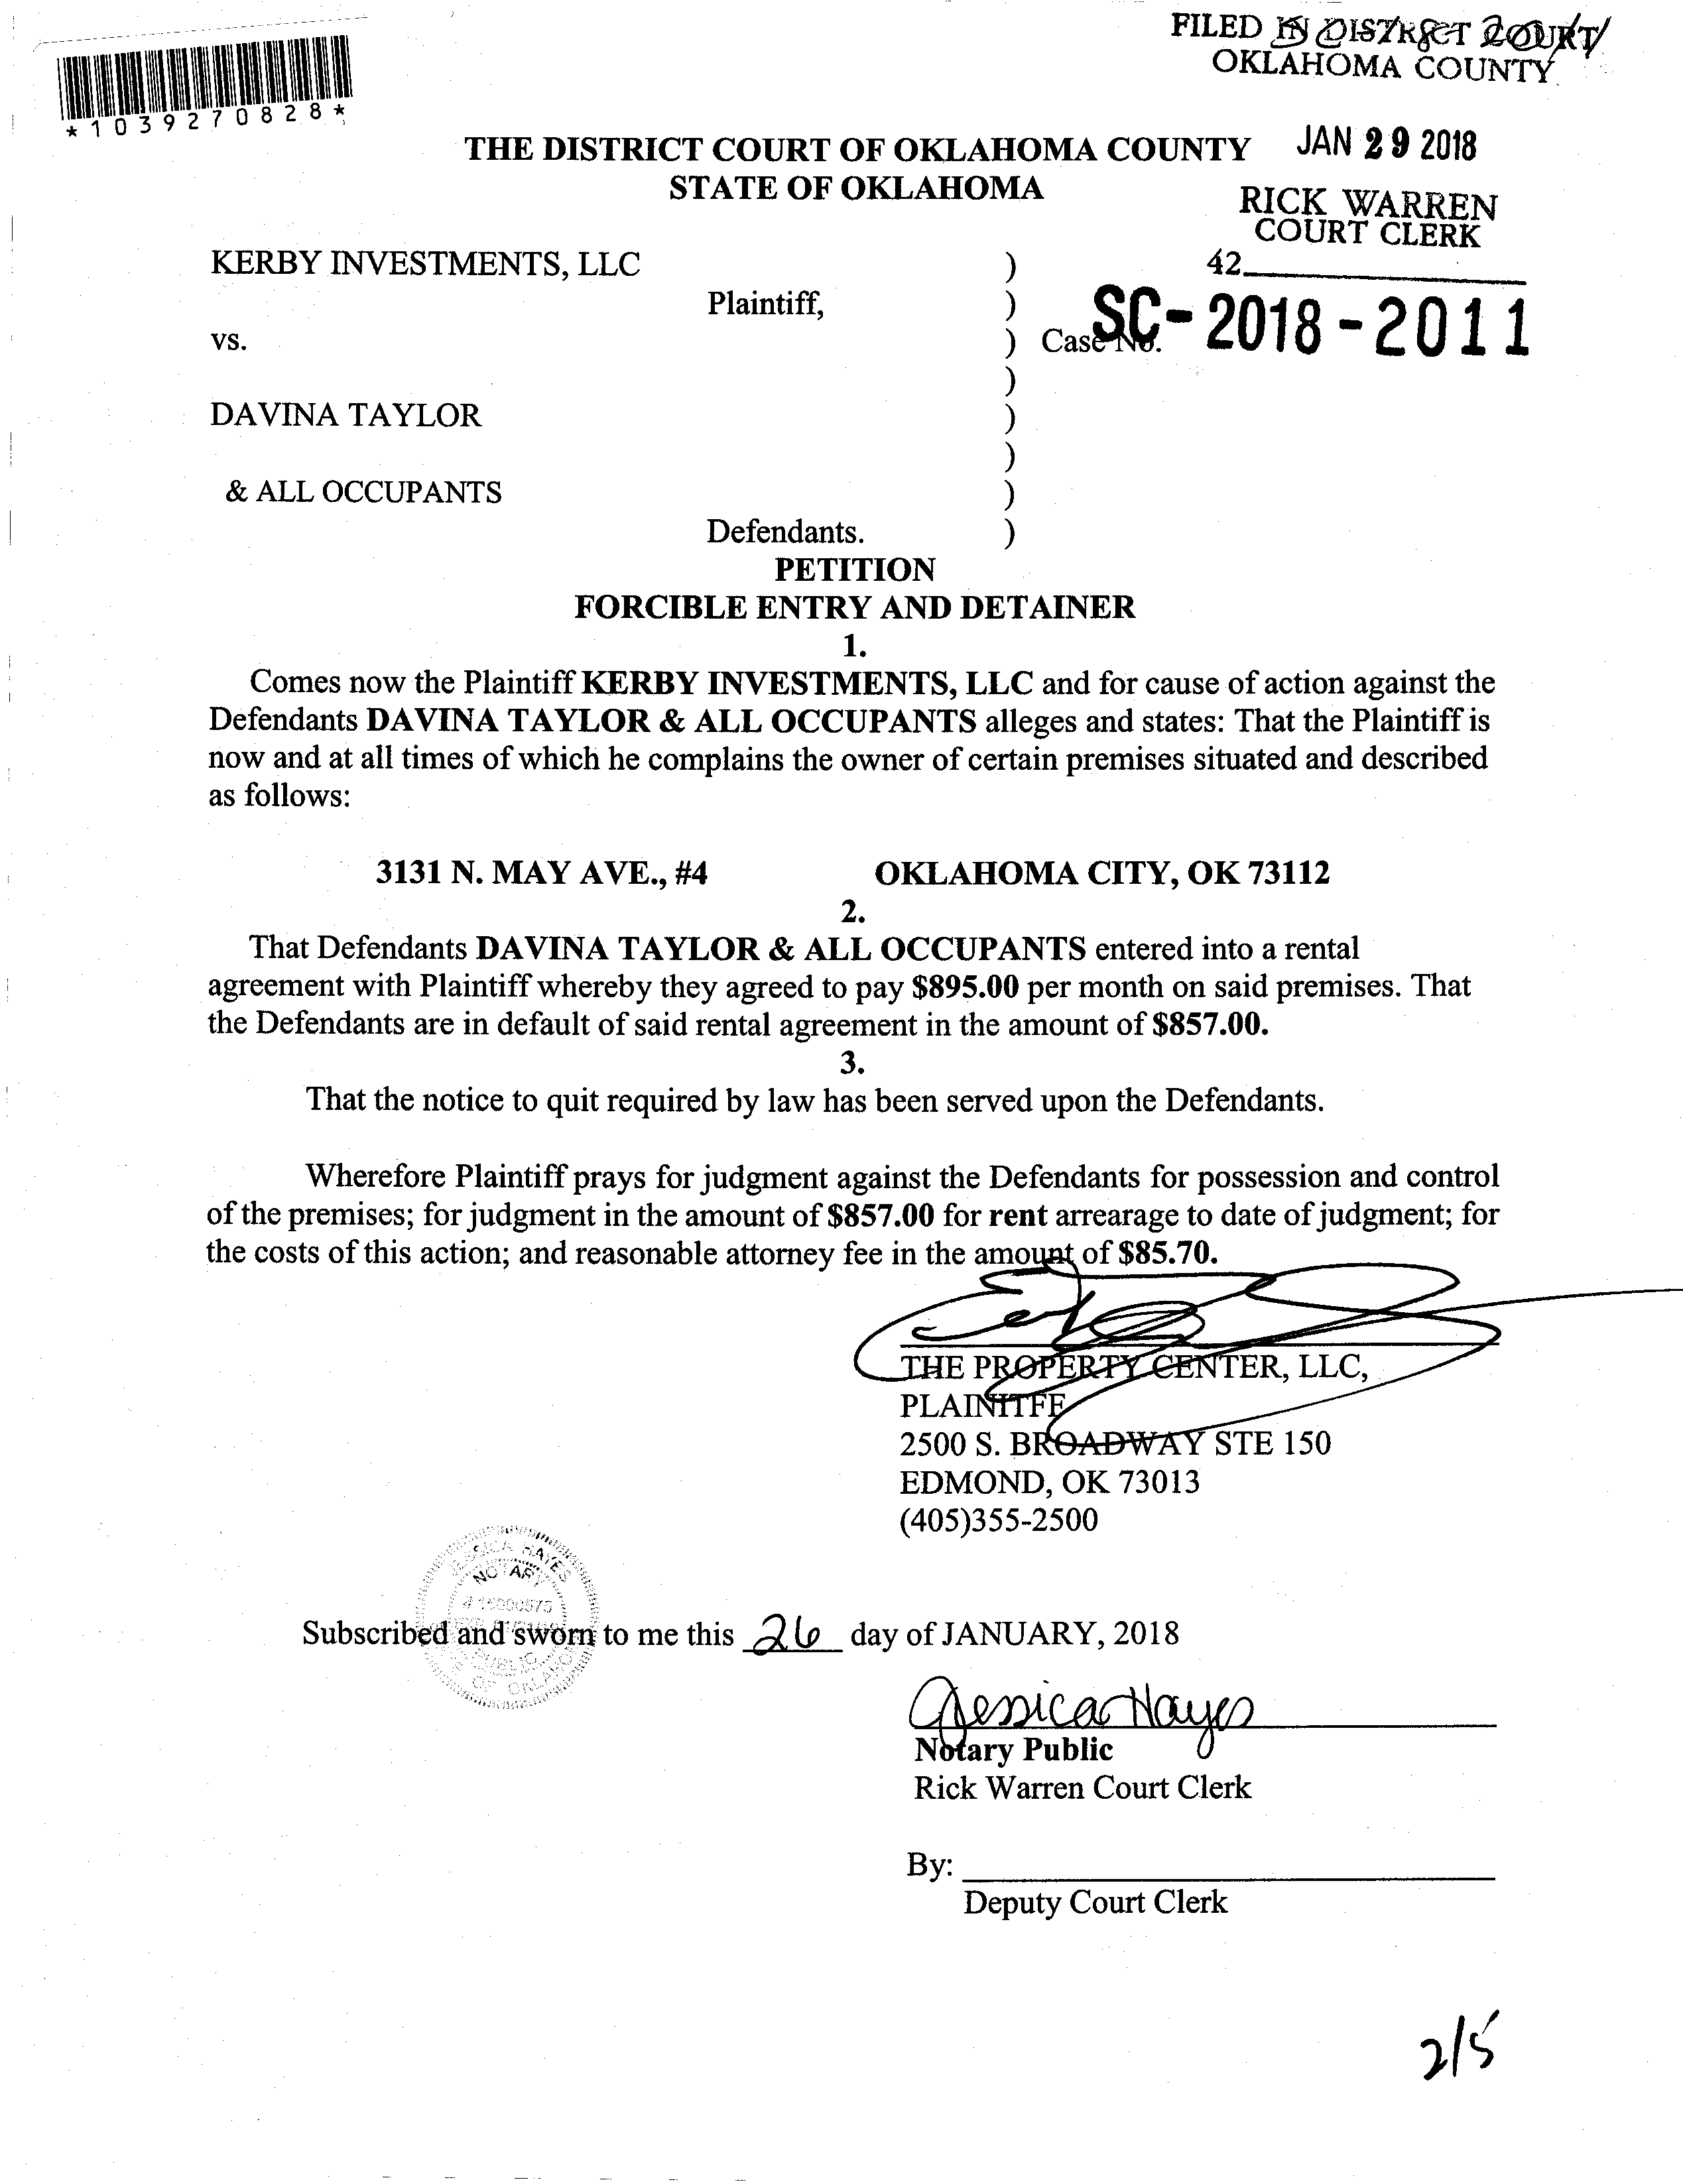 FILED IN DISTRICT COURT
OKLAHOMA COUNTY
*1039270828*
THE DISTRICT COURT OF OKLAHOMA COUNTY
JAN 29 2018
STATE OF OKLAHOMA
RICK WARREN
COURT CLERK
KERBY INVESTMENTS, LLC )
42
Plaintiff, )
vs. ) Case No. SC-2018-2011
)
DAVINA TAYLOR )
)
& ALL OCCUPANTS )
Defendants. )
PETITION
FORCIBLE ENTRY AND DETAINER
1.
Comes now the Plaintiff KERBY INVESTMENTS, LLC and for cause of action against the
Defendants DAVINA TAYLOR & ALL OCCUPANTS alleges and states: That the Plaintiff is
now and at all times of which he complains the owner of certain premises situated and described
as follows:
3131 N. MAY AVE., #4 OKLAHOMA CITY, OK 73112
2.
That Defendants DAVINA TAYLOR & ALL OCCUPANTS entered into a rental
agreement with Plaintiff whereby they agreed to pay $895.00 per month on said premises. That
the Defendants are in default of said rental agreement in the amount of $857.00.
3.
That the notice to quit required by law has been served upon the Defendants.
Wherefore Plaintiff prays for judgment against the Defendants for possession and control
of the premises; for judgment in the amount of $857.00 for rent arrearage to date of judgment; for
the costs of this action; and reasonable attorney fee in the amount of $85.70.
THE PROPERTY CENTER, LLC,
PLAINITFF
2500 S. BROADWAY STE 150
EDMOND, OK 73013
(405)355-2500
JESSICA HAYES
NOTARY
PUBLIC
OF OKLAHOMA
Subscribed and sworn to me this 26 day of JANUARY, 2018
Jessica Hayes
Notary Public
Rick Warren Court Clerk
By:
Deputy Court Clerk
2/5